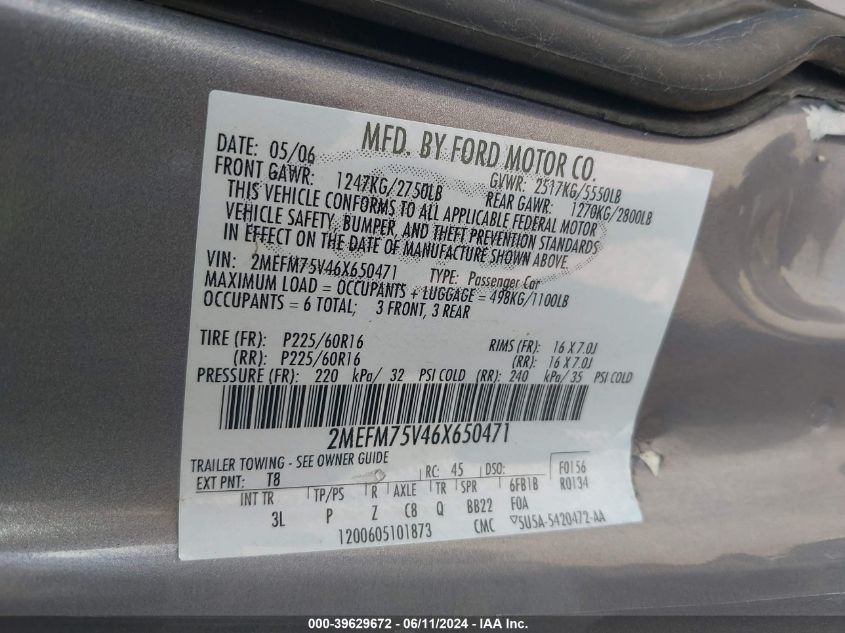 MFD. BY FORD MOTOR CO.
DATE: 05/06 GVWR: 2517KG/5550LB
FRONT GAWR: 1247KG/2750LB REAR GAWR: 1270KG/2800LB
THIS VEHICLE CONFORMS TO ALL APPLICABLE FEDERAL MOTOR
VEHICLE SAFETY, BUMPER, AND THEFT PREVENTION STANDARDS
IN EFFECT ON THE DATE OF MANUFACTURE SHOWN ABOVE.
VIN: 2MEFM75V46X650471 TYPE: Passenger Car
MAXIMUM LOAD = OCCUPANTS + LUGGAGE = 498KG/1100LB
OCCUPANTS = 6 TOTAL; 3 FRONT, 3 REAR
TIRE (FR): P225/60R16 RIMS (FR): 16 X 7.0J
(RR): P225/60R16 (RR): 16 X 7.0J
PRESSURE (FR): 220 kPa/ 32 PSI COLD (RR): 240 kPa/ 35 PSI COLD
2MEFM75V46X650471
TRAILER TOWING - SEE OWNER GUIDE
EXT PNT: T8 RC: 45 DSO: F0156
INT TR TP/PS R AXLE TR SPR 6FB1B R0134
3L P Z C8 Q BB22 FOA
1200605101873 CMC ▽5U5A-5420472-AA
000-39629672 - 06/11/2024 - IAA Inc.